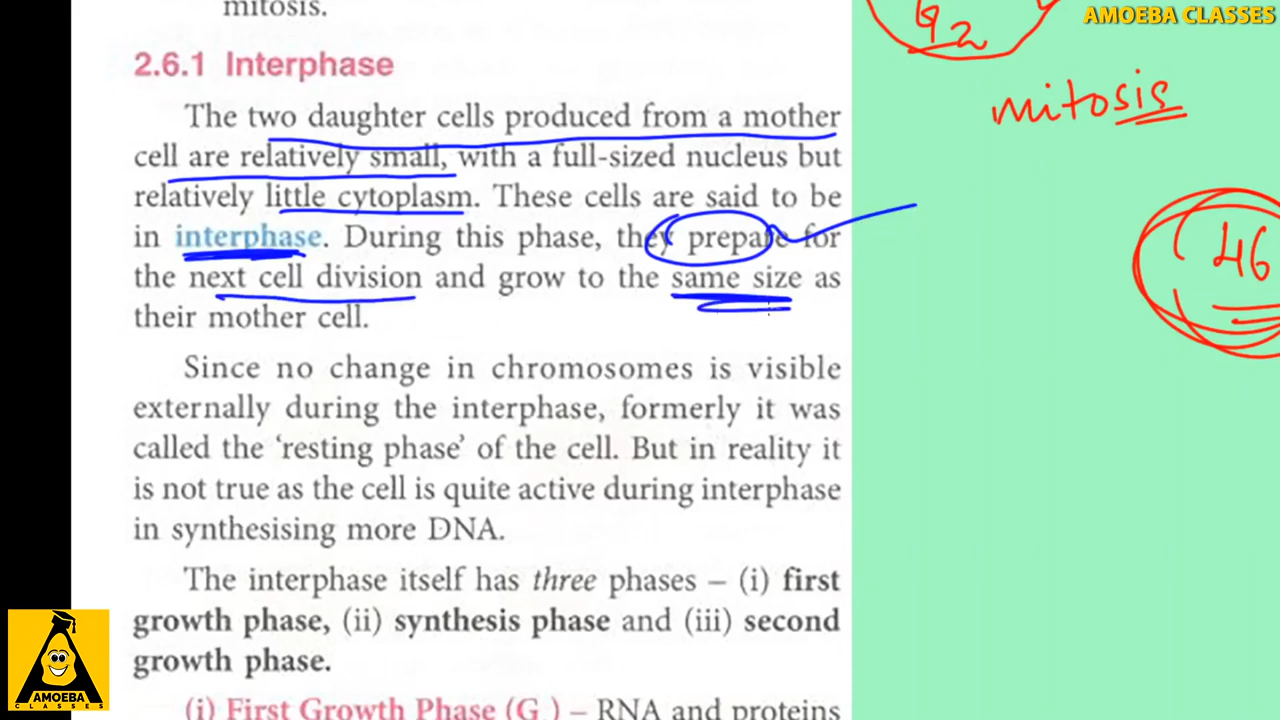 mitosis.
AMOEBA CLASSES
G2
2.6.1 Interphase
mitosis
The two daughter cells produced from a mother
cell are relatively small, with a full-sized nucleus but
relatively little cytoplasm. These cells are said to be
in interphase. During this phase, they prepare for
the next cell division and grow to the same size as
their mother cell.
46
Since no change in chromosomes is visible
externally during the interphase, formerly it was
called the ‘resting phase’ of the cell. But in reality it
is not true as the cell is quite active during interphase
in synthesising more DNA.
The interphase itself has three phases – (i) first
growth phase, (ii) synthesis phase and (iii) second
growth phase.
(i) First Growth Phase (G ) – RNA and proteins
AMOEBA
CLASSES